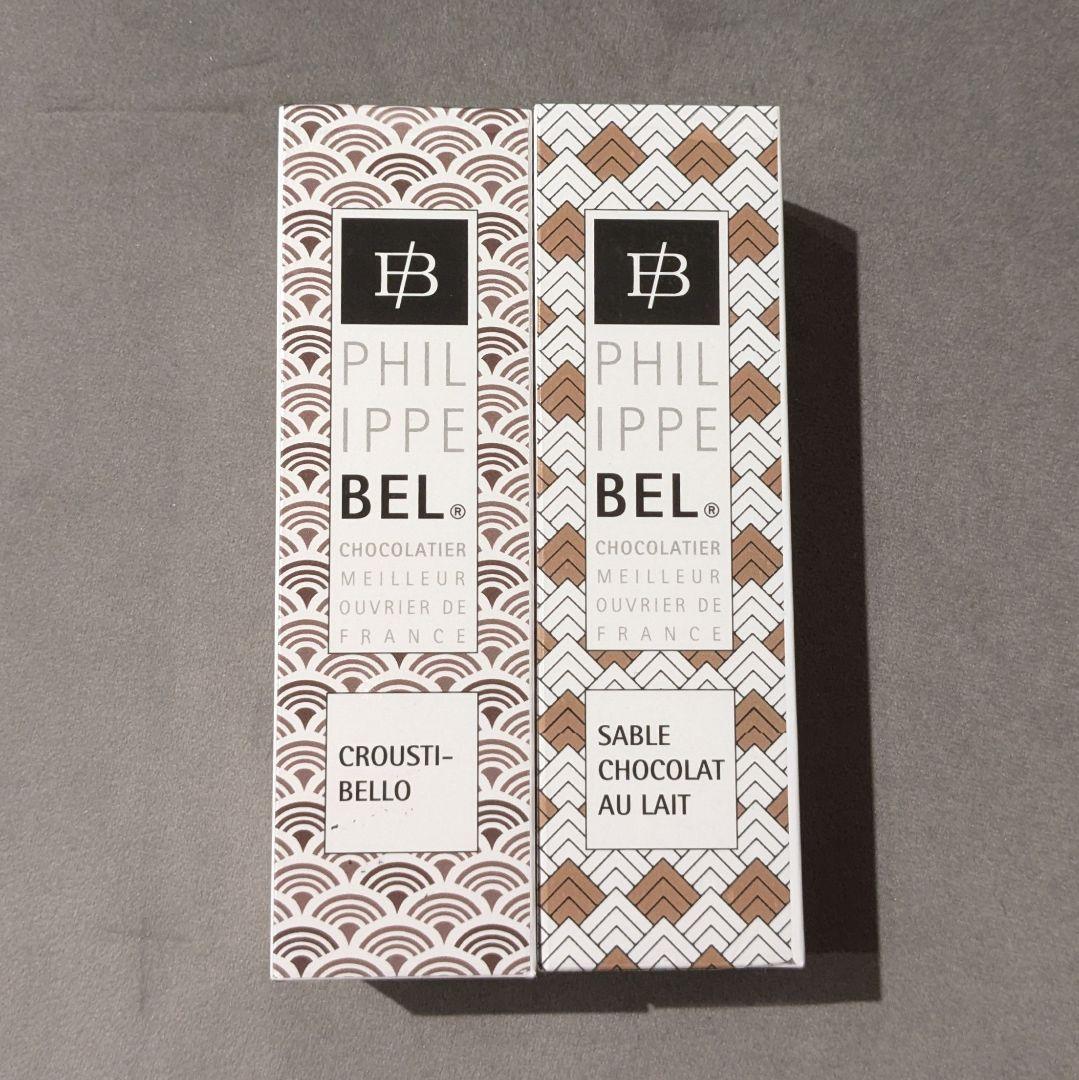 PHIL
IPPE
BEL®
CHOCOLATIER
MEILLEUR
OUVRIER DE
FRANCE
CROUSTI-
BELLO
PHIL
IPPE
BEL®
CHOCOLATIER
MEILLEUR
OUVRIER DE
FRANCE
SABLE
CHOCOLAT
AU LAIT